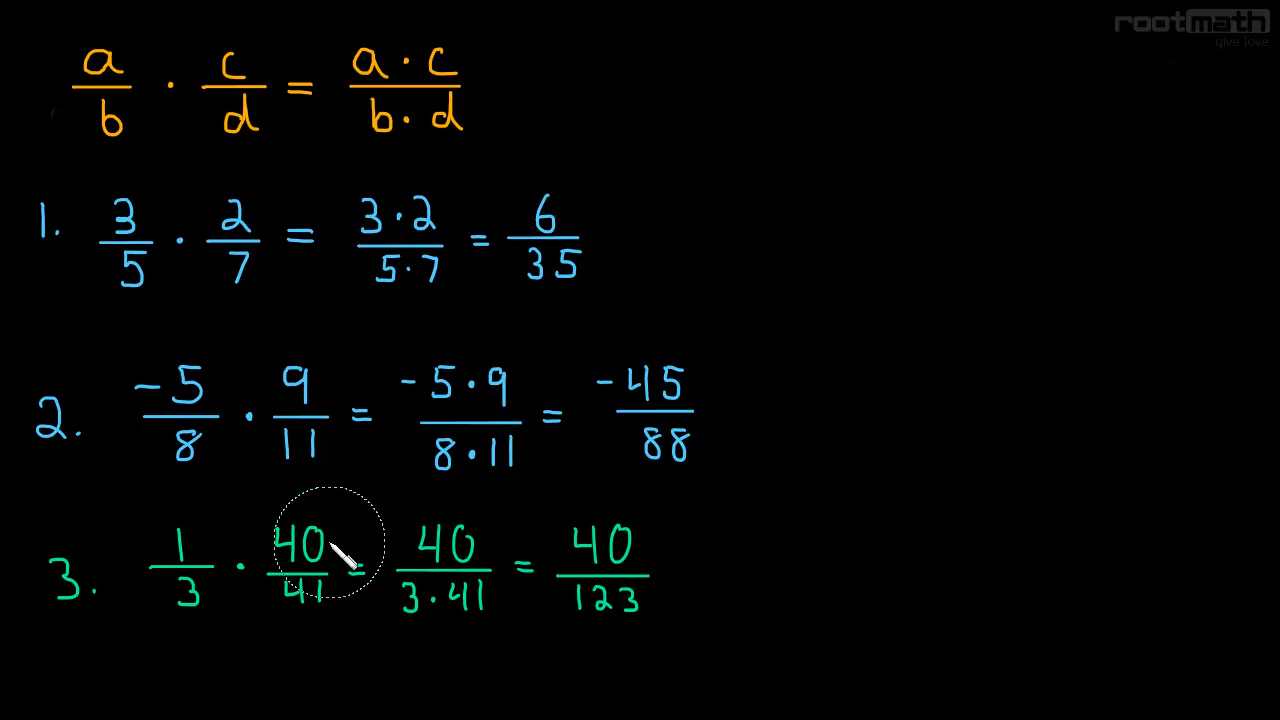 rootmath
give love
a/b · c/d = a · c/b · d
1. 3/5 · 2/7 = 3 · 2/5 · 7 = 6/35
2. -5/8 · 9/11 = -5 · 9/8 · 11 = -45/88
3. 1/3 · 40/41 = 40/3 · 41 = 40/123